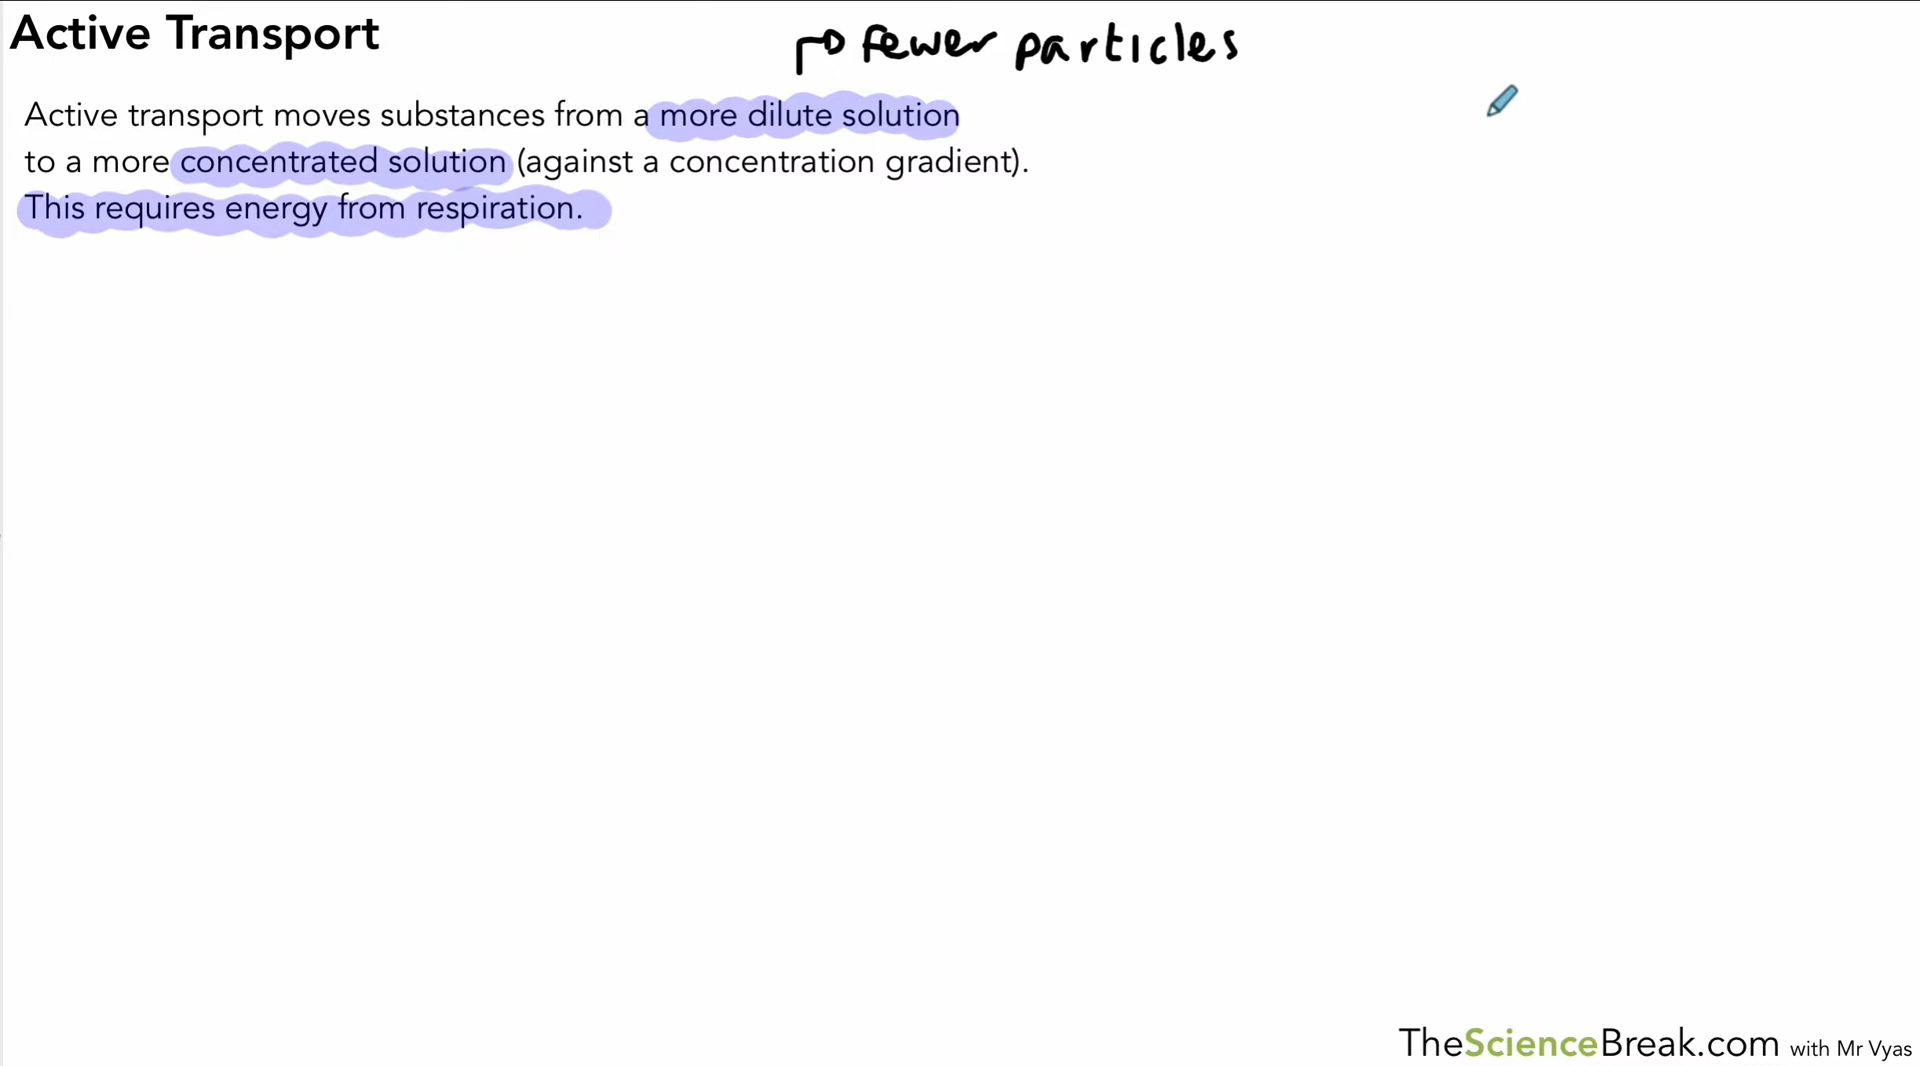 Active Transport
fewer particles
Active transport moves substances from a more dilute solution
to a more concentrated solution (against a concentration gradient).
This requires energy from respiration.
TheScienceBreak.com with Mr Vyas